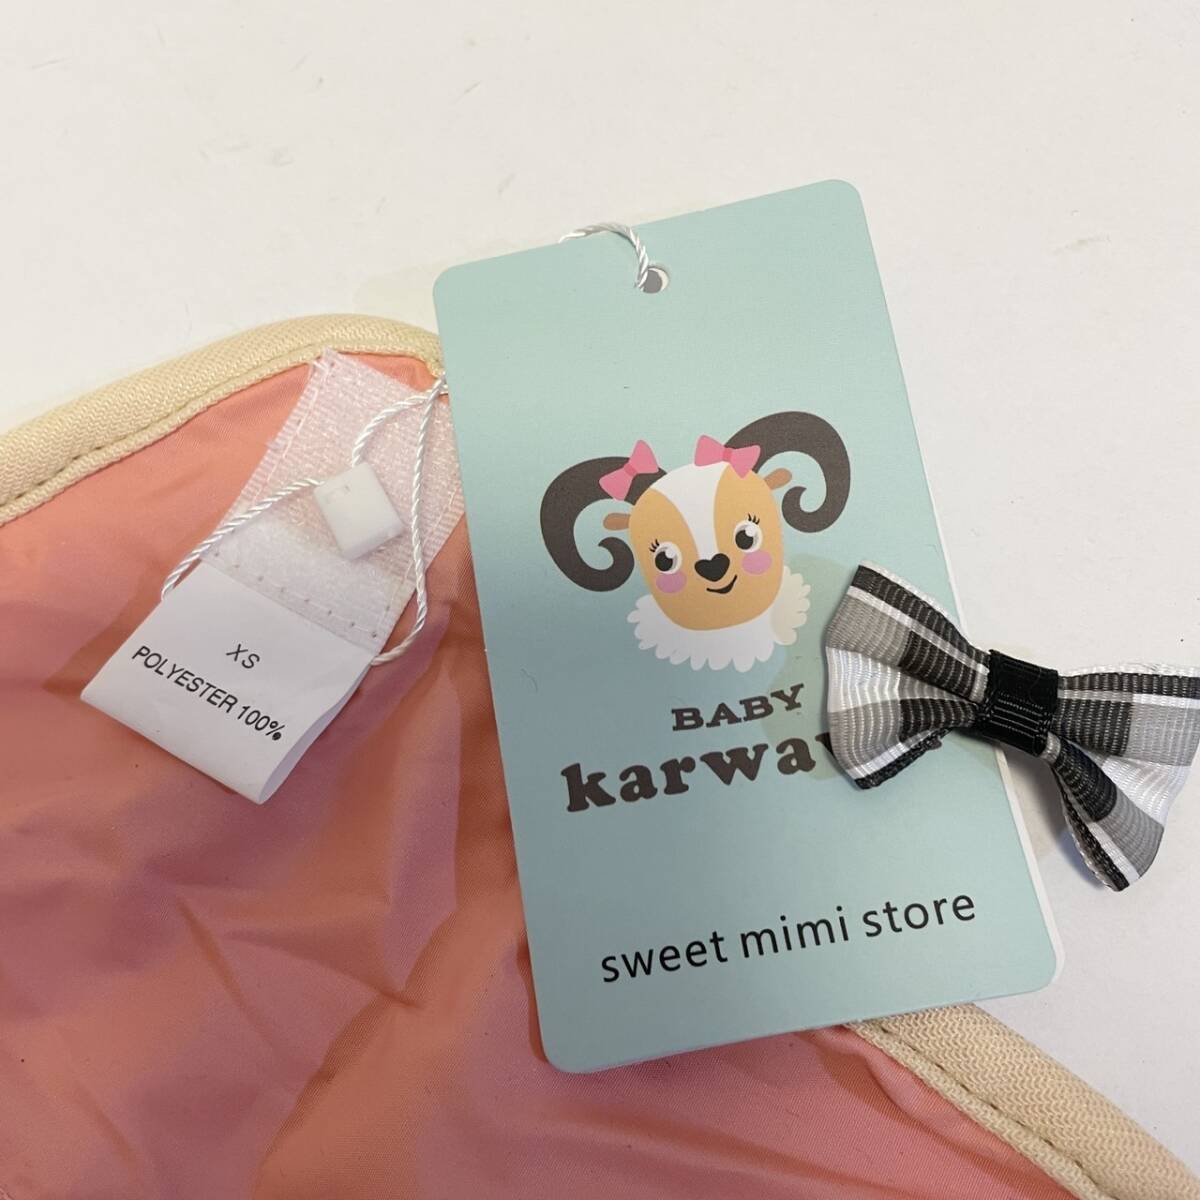 XS
POLYESTER 100%
BABY
sweet mimi store